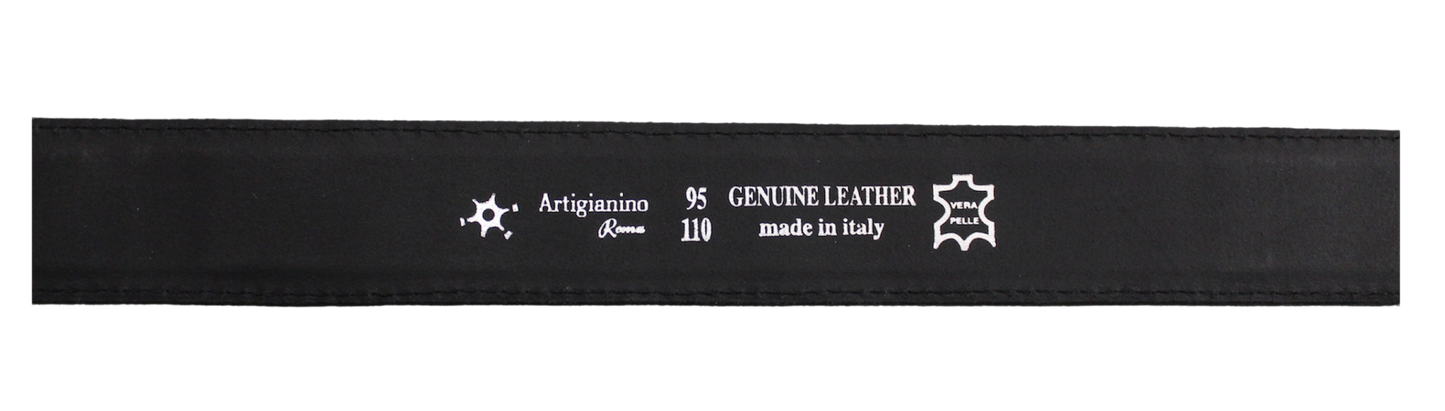 Artigianino
Roma
95
110
GENUINE LEATHER
made in italy
VERA
PELLE